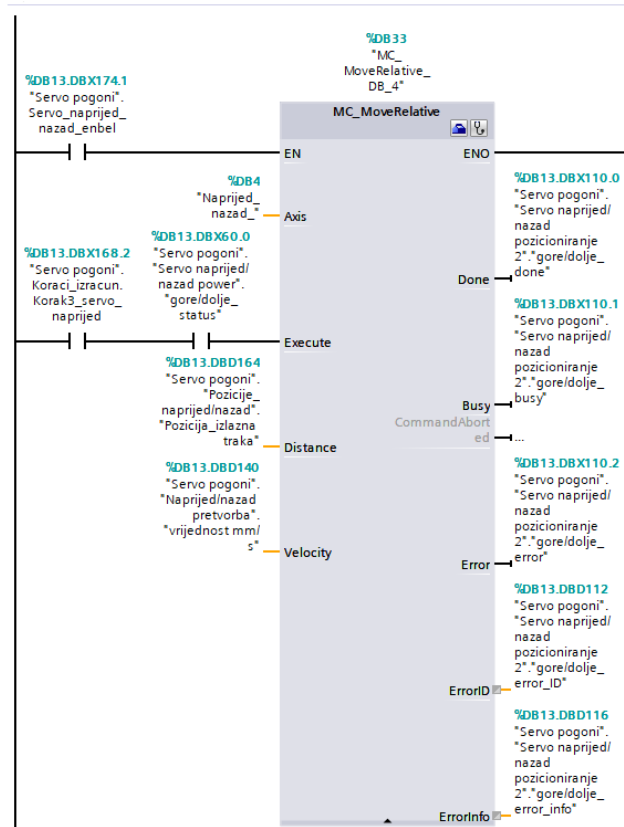 %DB33
"MC_
MoveRelative_
DB_4"
%DB13.DBX174.1
"Servo pogoni".
Servo_naprijed_
nazad_enbel
MC_MoveRelative
EN
ENO
%DB4
"Naprijed_
nazad_"
Axis
%DB13.DBX110.0
"Servo pogoni".
"Servo naprijed/
nazad
pozicioniranje
2"."gore/dolje_
done"
Done
%DB13.DBX168.2
"Servo pogoni".
Koraci_izracun.
Korak3_servo_
naprijed
%DB13.DBX60.0
"Servo pogoni".
"Servo naprijed/
nazad power".
"gore/dolje_
status"
Execute
%DB13.DBX110.1
"Servo pogoni".
"Servo naprijed/
nazad
pozicioniranje
2"."gore/dolje_
busy"
Busy
%DB13.DBD164
"Servo pogoni".
"Pozicije_
naprijed/nazad".
"Pozicija_izlazna
traka"
Distance
CommandAbort
ed
...
%DB13.DBD140
"Servo pogoni".
"Naprijed/nazad
pretvorba".
"vrijednost mm/
s"
Velocity
%DB13.DBX110.2
"Servo pogoni".
"Servo naprijed/
nazad
pozicioniranje
2"."gore/dolje_
error"
Error
%DB13.DBD112
"Servo pogoni".
"Servo naprijed/
nazad
pozicioniranje
2"."gore/dolje_
error_ID"
ErrorID
%DB13.DBD116
"Servo pogoni".
"Servo naprijed/
nazad
pozicioniranje
2"."gore/dolje_
error_info"
ErrorInfo